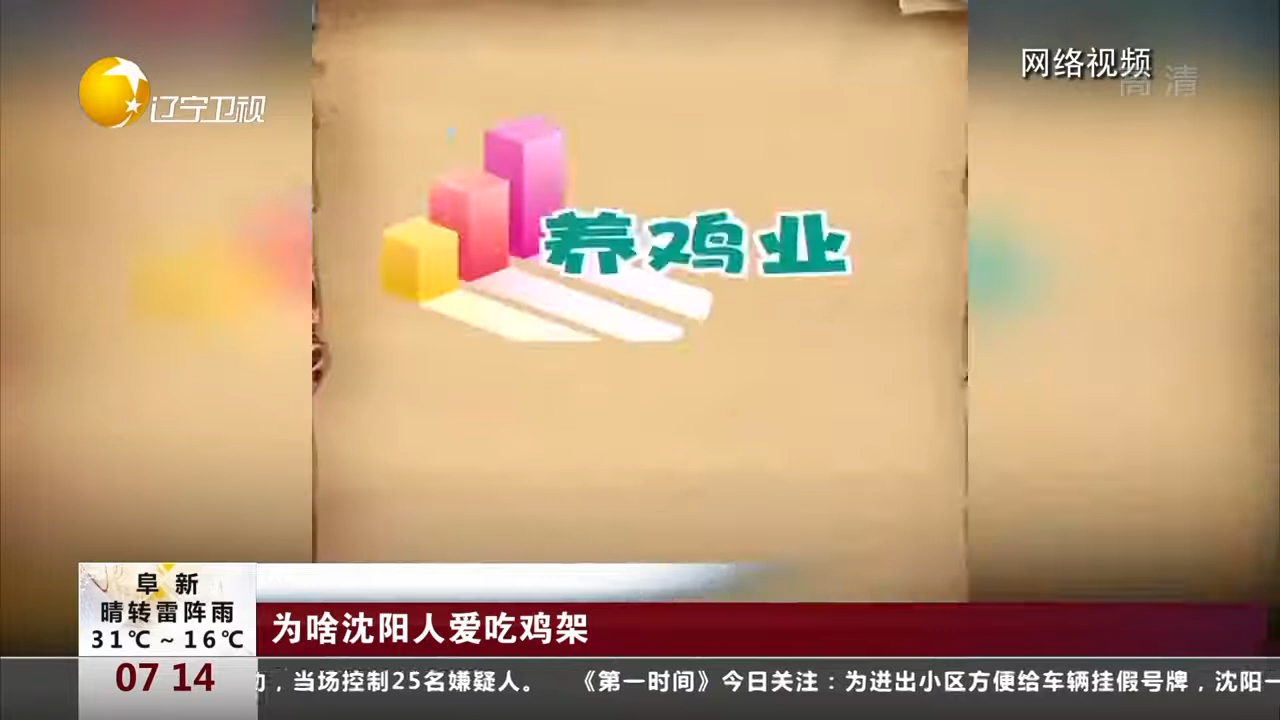 辽宁卫视
网络视频
高清
养鸡业
阜新
晴转雷阵雨
31℃~16℃
07 14
为啥沈阳人爱吃鸡架
，当场控制25名嫌疑人。 《第一时间》今日关注：为进出小区方便给车辆挂假号牌，沈阳一